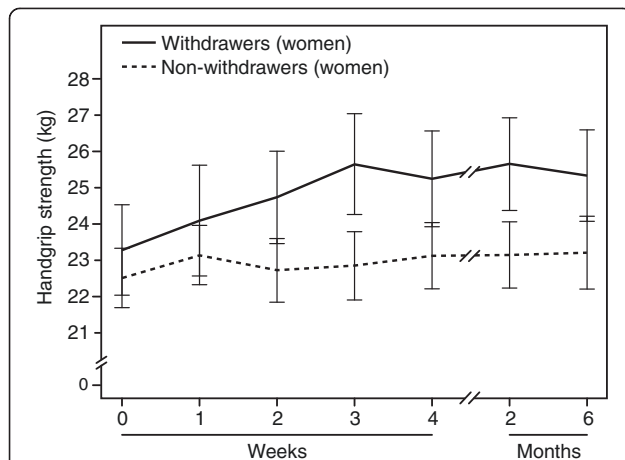 Withdrawers (women)
Non-withdrawers (women)
Handgrip strength (kg)
28
27
26
25
24
23
22
21
0
0 1 2 3 4 2 6
Weeks Months